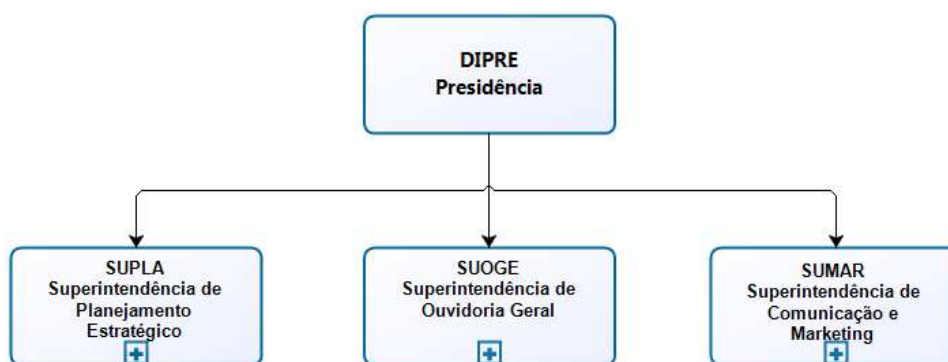 DIPRE
Presidência
SUPLA
Superintendência de
Planejamento
Estratégico
SUOGE
Superintendência de
Ouvidoria Geral
SUMAR
Superintendência de
Comunicação e
Marketing